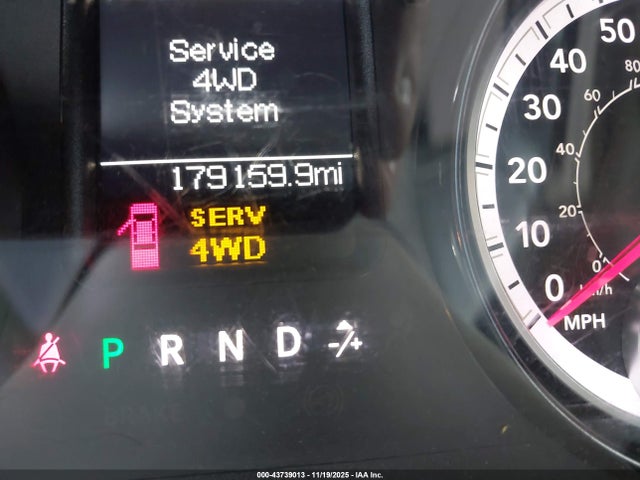 Service
4WD
System
179159.9mi
SERV
4WD
P R N D -/+
BRAKE
50
40
30
20
10
0
MPH
80
60
40
20
0
km/h
000-43739013 - 11/19/2025 - IAA Inc.